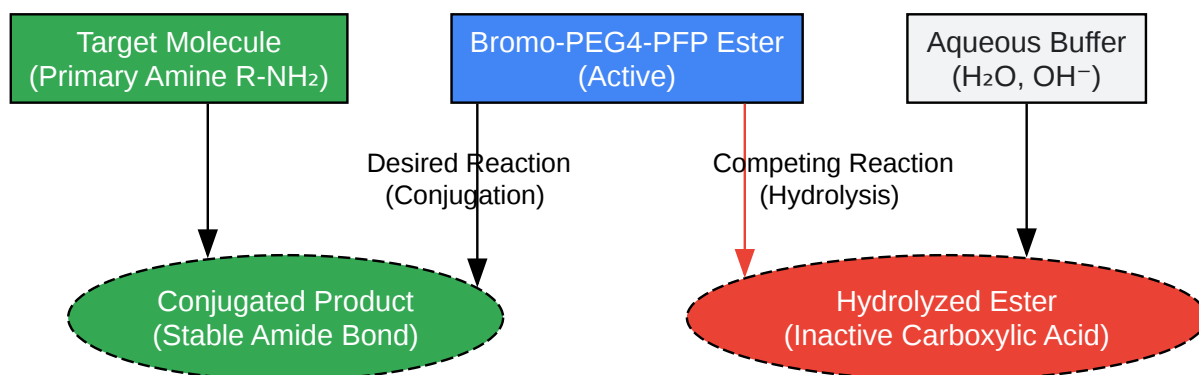 Target Molecule
(Primary Amine R-NH₂)
Bromo-PEG4-PFP Ester
(Active)
Aqueous Buffer
(H₂O, OH⁻)
Desired Reaction
(Conjugation)
Competing Reaction
(Hydrolysis)
Conjugated Product
(Stable Amide Bond)
Hydrolyzed Ester
(Inactive Carboxylic Acid)